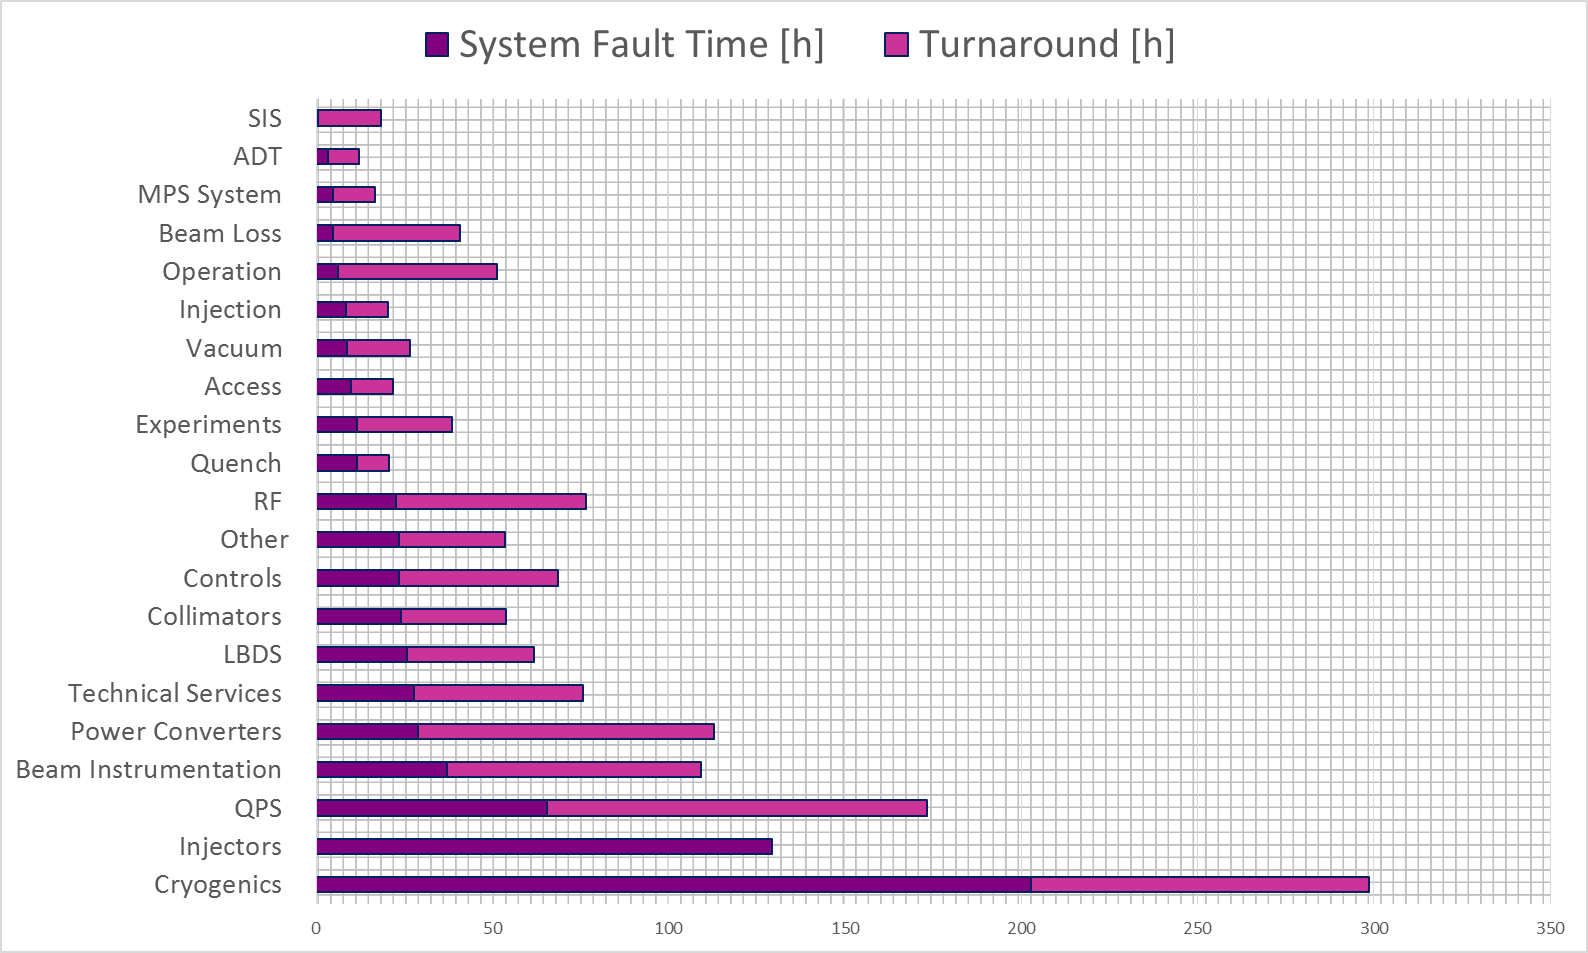 System Fault Time [h] Turnaround [h]
SIS
ADT
MPS System
Beam Loss
Operation
Injection
Vacuum
Access
Experiments
Quench
RF
Other
Controls
Collimators
LBDS
Technical Services
Power Converters
Beam Instrumentation
QPS
Injectors
Cryogenics
0 50 100 150 200 250 300 350